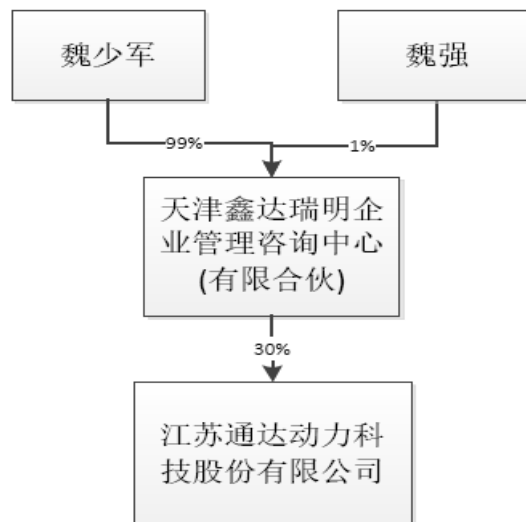 魏少军
魏强
99%
1%
天津鑫达瑞明企
业管理咨询中心
(有限合伙)
30%
江苏通达动力科
技股份有限公司